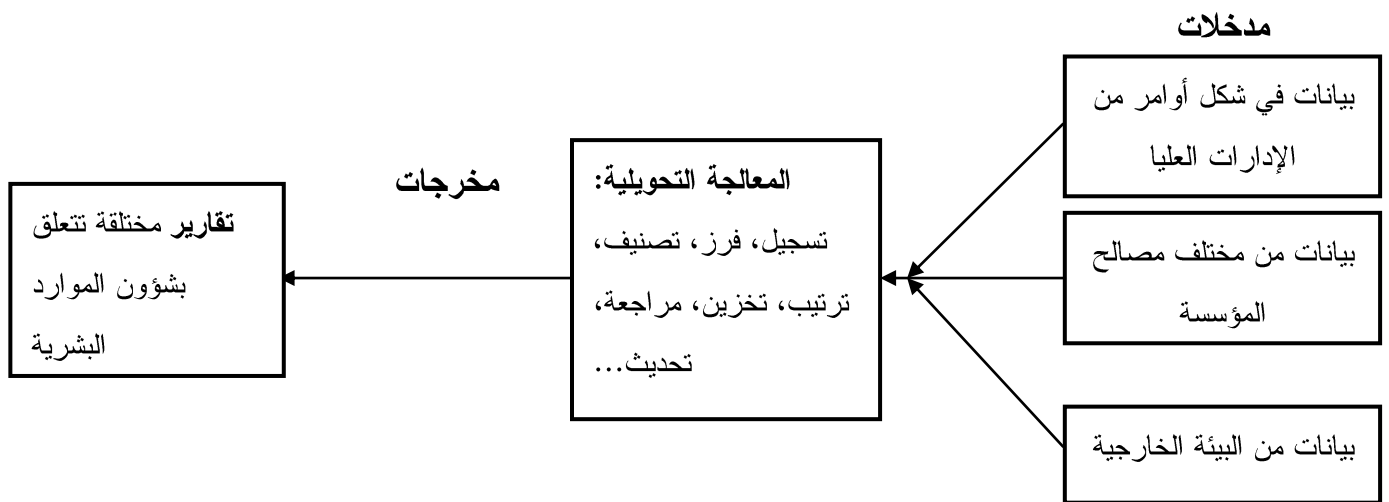 مدخلات
بيانات في شكل أوامر من
الإدارات العليا
بيانات من مختلف مصالح
المؤسسة
بيانات من البيئة الخارجية
المعالجة التحويلية:
تسجيل، فرز، تصنيف،
ترتيب، تخزين، مراجعة،
تحديث...
مخرجات
تقارير مختلقة تتعلق
بشؤون الموارد
البشرية